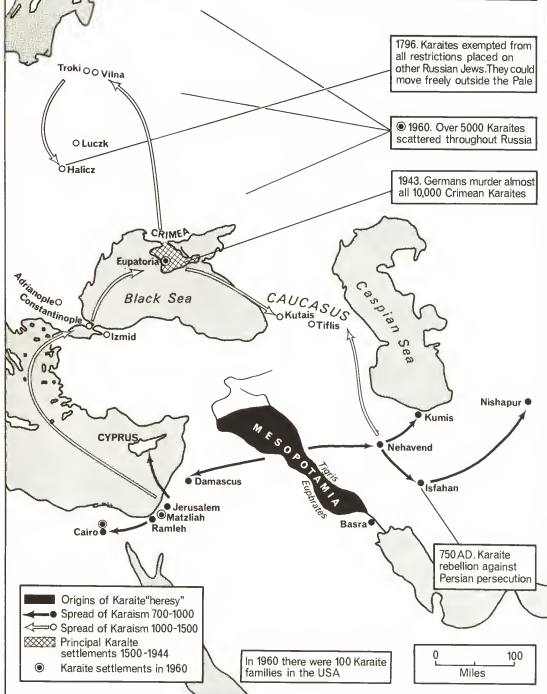 1796. Karaites exempted from
all restrictions placed on
other Russian Jews. They could
move freely outside the Pale
Troki
Vilna
1960. Over 5000 Karaites
scattered throughout Russia
Luczk
Halicz
1943. Germans murder almost
all 10,000 Crimean Karaites
CRIMEA
Eupatoria
Adrianople
Constantinople
Black Sea
CAUCASUS
Caspian Sea
Kutais
Tiflis
Izmid
Nishapur
Kumis
CYPRUS
MESOPOTAMIA
Tigris
Euphrates
Nehavend
Damascus
Isfahan
Jerusalem
Matzliah
Ramleh
Cairo
Basra
750 A.D. Karaite
rebellion against
Persian persecution
Origins of Karaite "heresy"
Spread of Karaism 700-1000
Spread of Karaism 1000-1500
Principal Karaite
settlements 1500-1944
Karaite settlements in 1960
In 1960 there were 100 Karaite
families in the USA
0 100
Miles